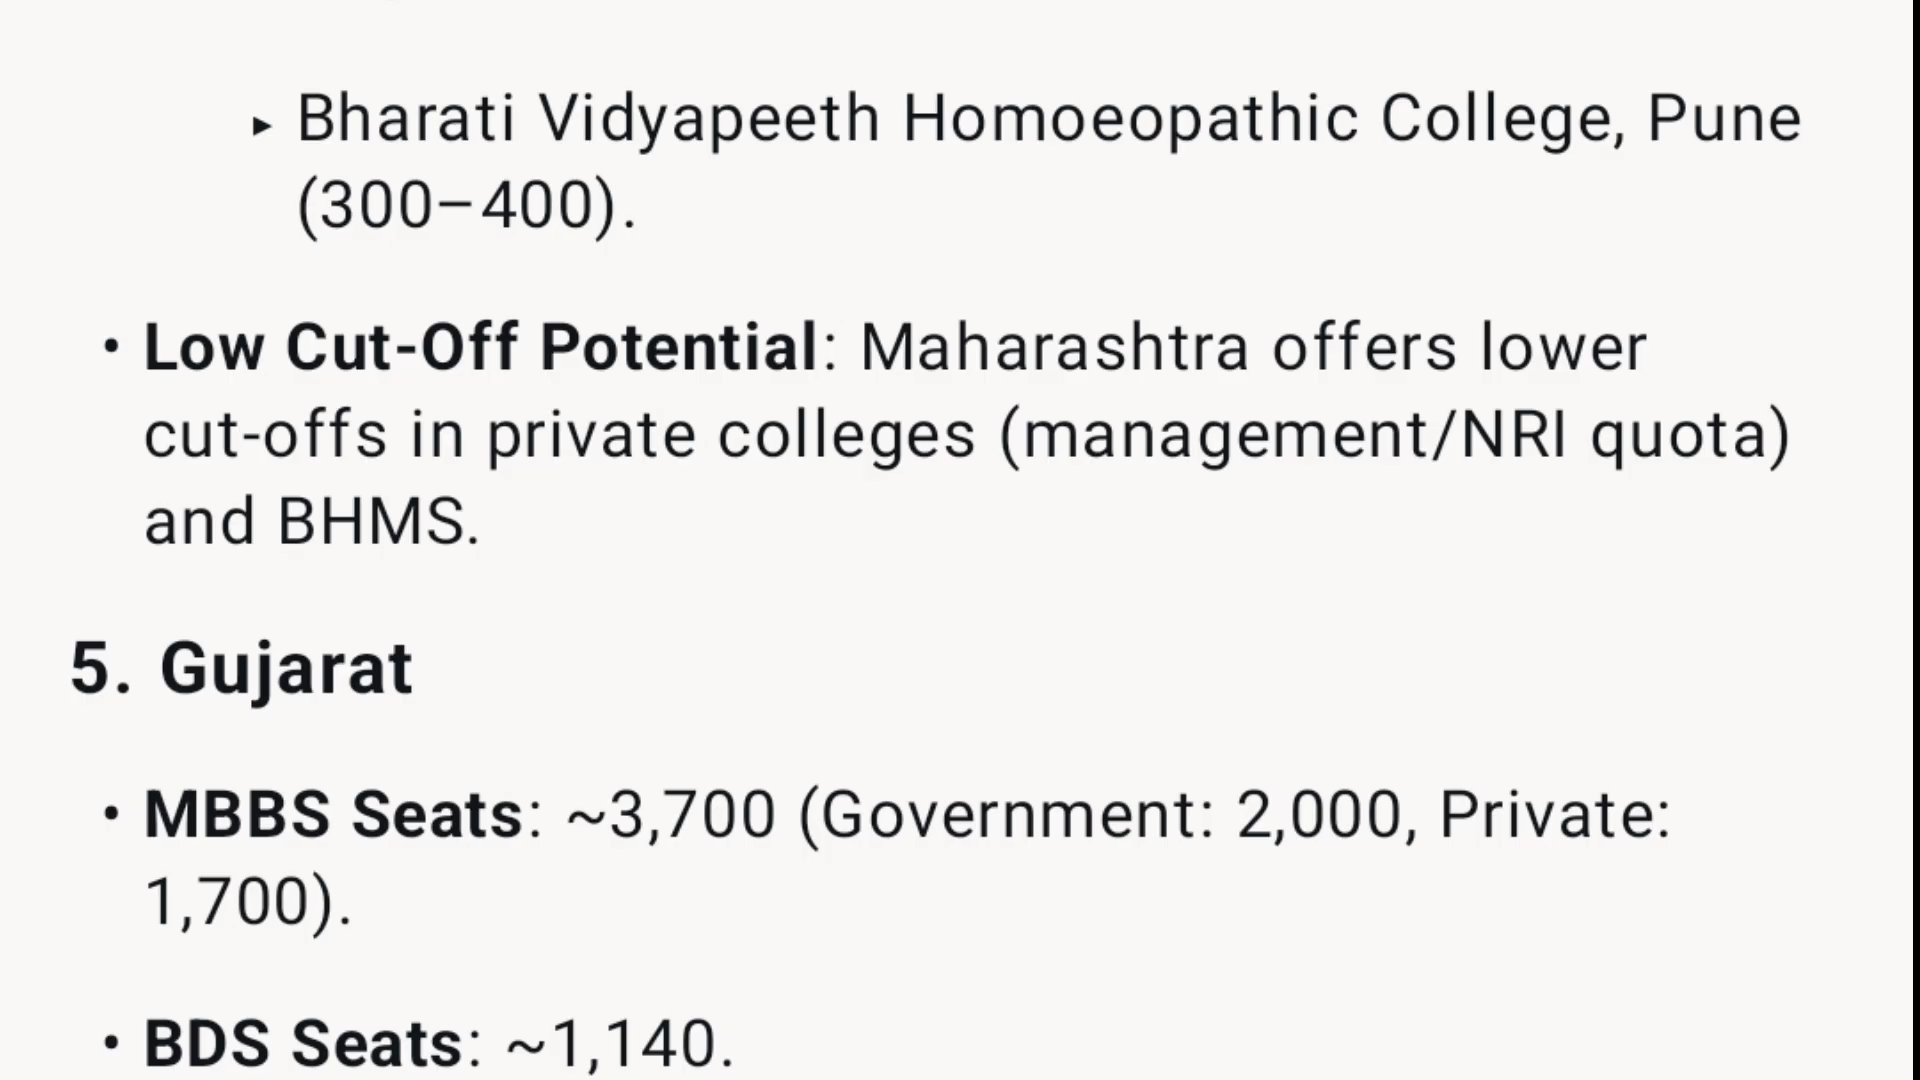 ▸ Bharati Vidyapeeth Homoeopathic College, Pune
(300–400).
• Low Cut-Off Potential: Maharashtra offers lower
cut-offs in private colleges (management/NRI quota)
and BHMS.
5. Gujarat
• MBBS Seats: ~3,700 (Government: 2,000, Private:
1,700).
• BDS Seats: ~1,140.